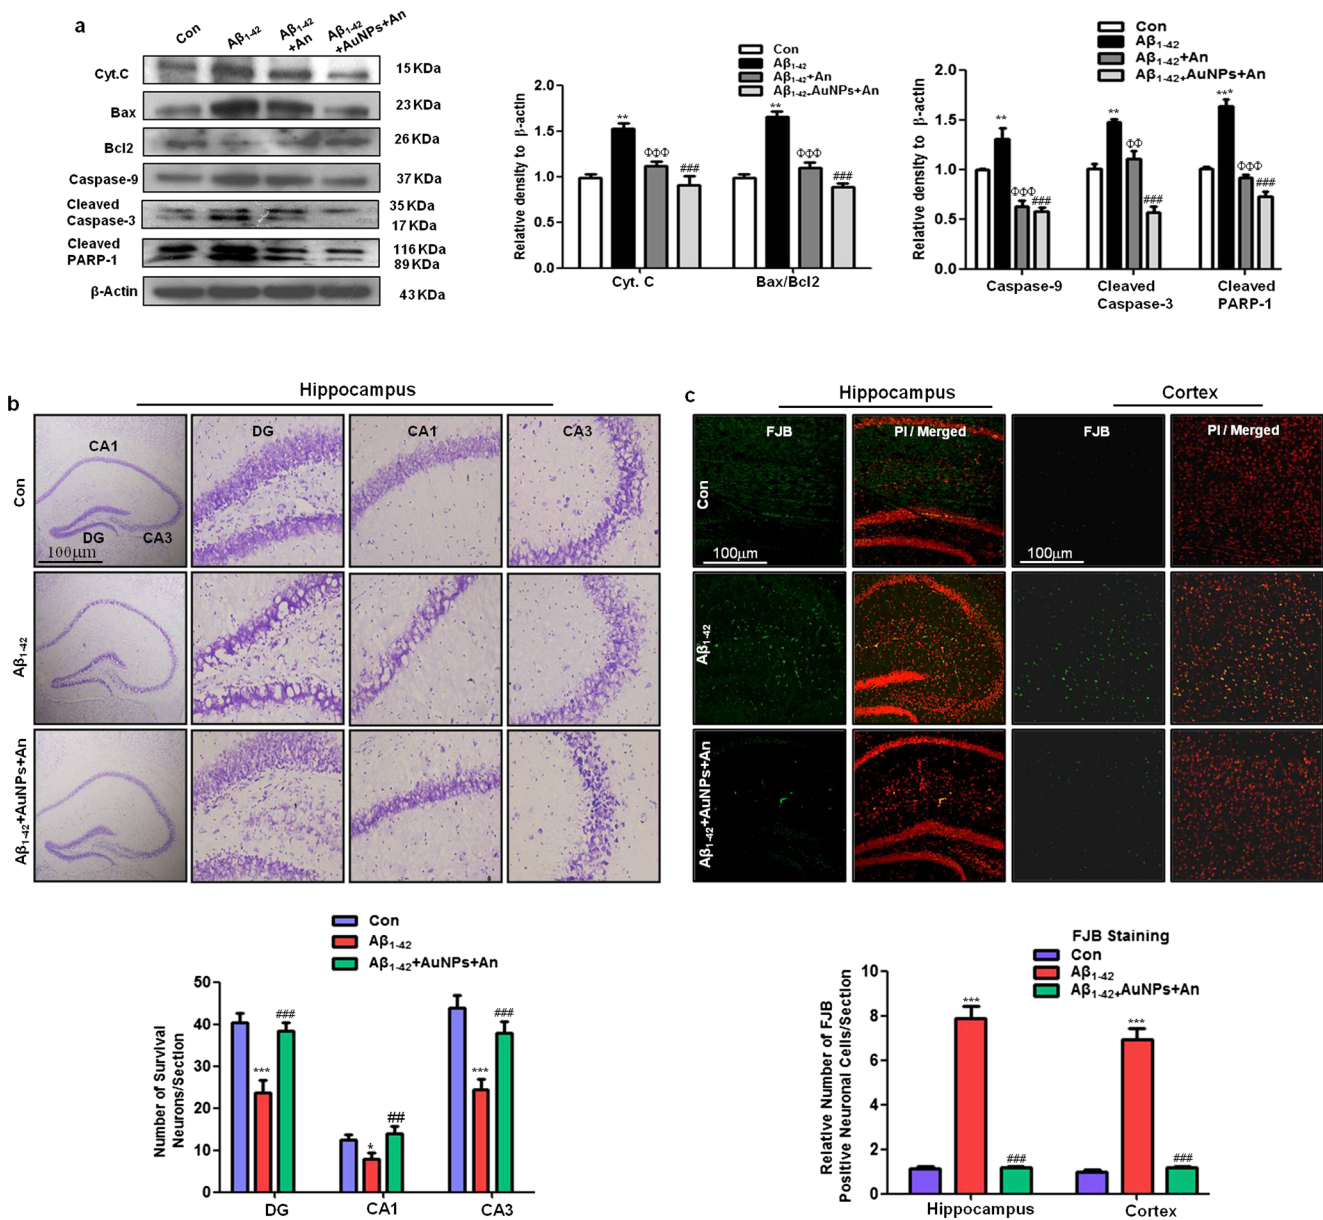 a
Con
Aβ1-42
Aβ1-42
+An
Aβ1-42
+AuNPs+An
Cyt.C
15 KDa
Bax
23 KDa
Bcl2
26 KDa
Caspase-9
37 KDa
Cleaved
Caspase-3
35 KDa
17 KDa
Cleaved
PARP-1
116 KDa
89 KDa
β-Actin
43 KDa
Con
Aβ1-42
Aβ1-42+An
Aβ1-42+AuNPs+An
Relative density to β-actin
2.0
1.5
1.0
0.5
0.0
**
ΦΦΦ
###
**
ΦΦΦ
###
Cyt. C
Bax/Bcl2
Con
Aβ1-42
Aβ1-42+An
Aβ1-42+AuNPs+An
Relative density to β-actin
2.0
1.5
1.0
0.5
0.0
**
ΦΦΦ
###
**
ΦΦ
###
***
ΦΦΦ
###
Caspase-9
Cleaved
Caspase-3
Cleaved
PARP-1
b
Hippocampus
Con
CA1
DG
CA3
100μm
DG
CA1
CA3
Aβ1-42
Aβ1-42+AuNPs+An
Con
Aβ1-42
Aβ1-42+AuNPs+An
Number of Survival
Neurons/Section
50
40
30
20
10
0
***
###
*
##
***
###
DG
CA1
CA3
c
Hippocampus
Cortex
FJB
PI / Merged
FJB
PI / Merged
Con
100μm
100μm
Aβ1-42
Aβ1-42+AuNPs+An
FJB Staining
Con
Aβ1-42
Aβ1-42+AuNPs+An
Relative Number of FJB
Positive Neuronal Cells/Section
10
8
6
4
2
0
***
###
***
###
Hippocampus
Cortex